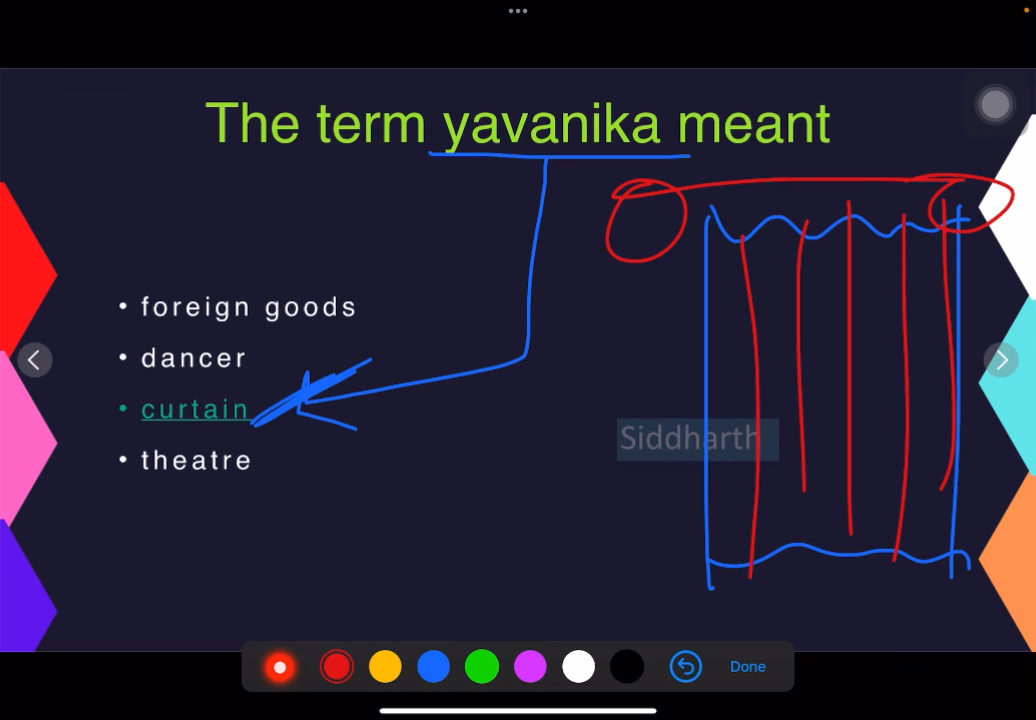 The term yavanika meant
• foreign goods
• dancer
• curtain
• theatre
Siddharth
Done